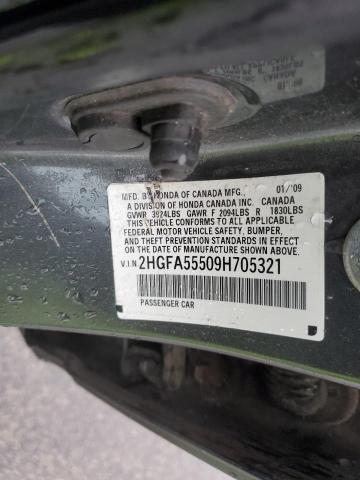 MFD. BY HONDA OF CANADA MFG. 01/'09
A DIVISION OF HONDA CANADA INC. CANADA
GVWR 3924LBS GAWR F 2094LBS R 1830LBS
THIS VEHICLE CONFORMS TO ALL APPLICABLE
FEDERAL MOTOR VEHICLE SAFETY, BUMPER,
AND THEFT PREVENTION STANDARDS IN EFFECT
ON THE DATE OF MANUFACTURE SHOWN ABOVE.
V.I.N. 2HGFA55509H705321
PASSENGER CAR